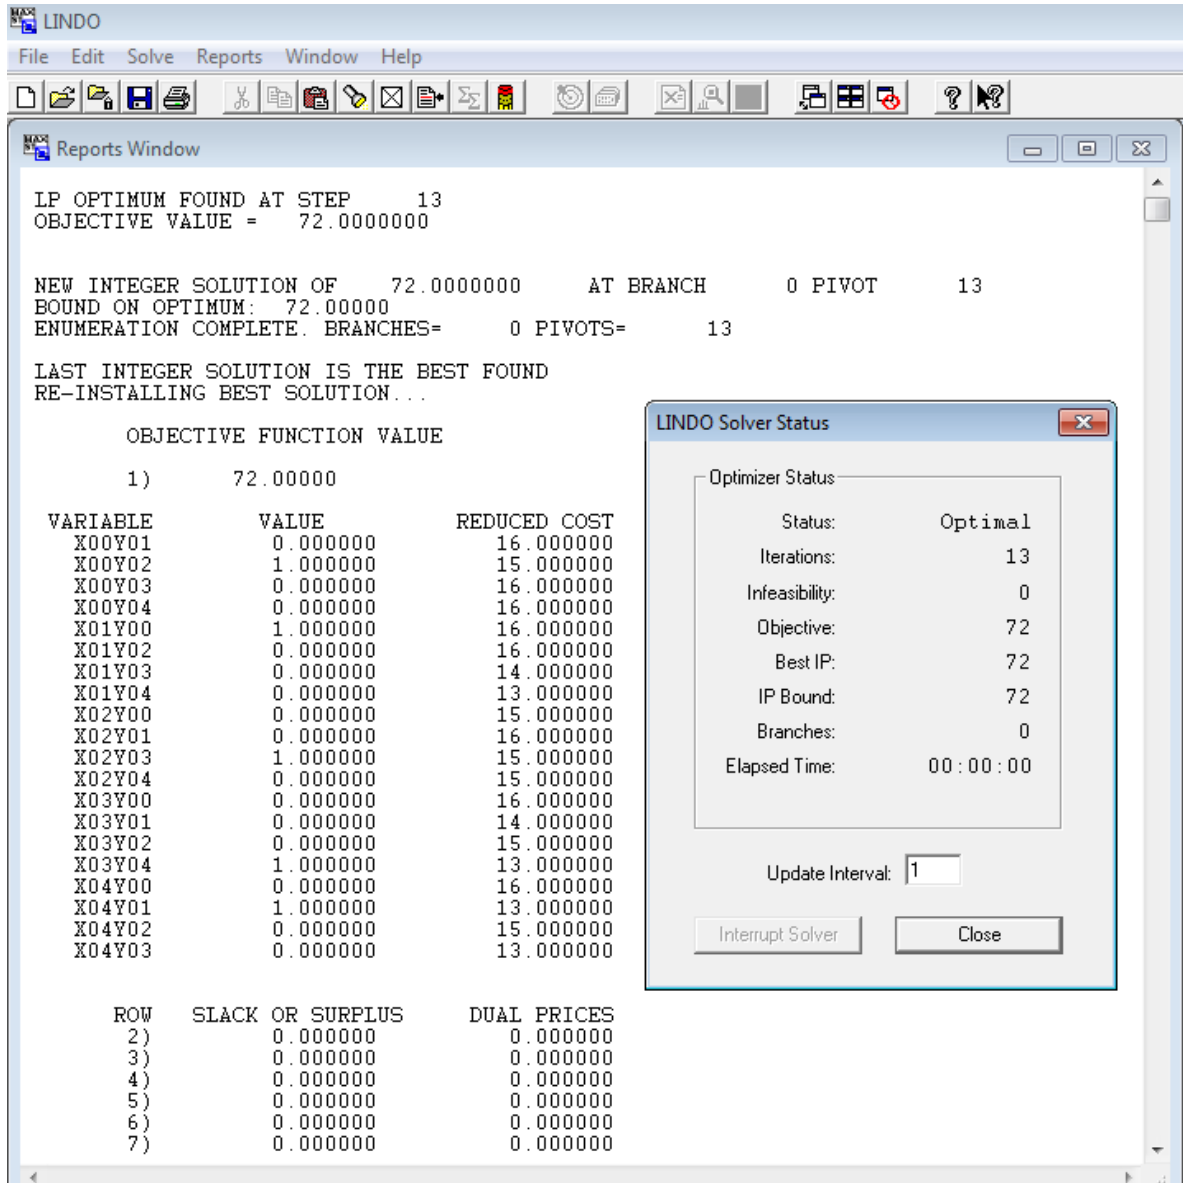 LINDO
File Edit Solve Reports Window Help
Reports Window
LP OPTIMUM FOUND AT STEP 13
OBJECTIVE VALUE = 72.0000000
NEW INTEGER SOLUTION OF 72.0000000 AT BRANCH 0 PIVOT 13
BOUND ON OPTIMUM: 72.00000
ENUMERATION COMPLETE. BRANCHES= 0 PIVOTS= 13
LAST INTEGER SOLUTION IS THE BEST FOUND
RE-INSTALLING BEST SOLUTION...
OBJECTIVE FUNCTION VALUE
1) 72.00000
VARIABLE VALUE REDUCED COST
X00Y01 0.000000 16.000000
X00Y02 1.000000 15.000000
X00Y03 0.000000 16.000000
X00Y04 0.000000 16.000000
X01Y00 1.000000 16.000000
X01Y02 0.000000 16.000000
X01Y03 0.000000 14.000000
X01Y04 0.000000 13.000000
X02Y00 0.000000 15.000000
X02Y01 0.000000 16.000000
X02Y03 1.000000 15.000000
X02Y04 0.000000 15.000000
X03Y00 0.000000 16.000000
X03Y01 0.000000 14.000000
X03Y02 0.000000 15.000000
X03Y04 1.000000 13.000000
X04Y00 0.000000 16.000000
X04Y01 1.000000 13.000000
X04Y02 0.000000 15.000000
X04Y03 0.000000 13.000000
ROW SLACK OR SURPLUS DUAL PRICES
2) 0.000000 0.000000
3) 0.000000 0.000000
4) 0.000000 0.000000
5) 0.000000 0.000000
6) 0.000000 0.000000
7) 0.000000 0.000000
LINDO Solver Status
Optimizer Status
Status: Optimal
Iterations: 13
Infeasibility: 0
Objective: 72
Best IP: 72
IP Bound: 72
Branches: 0
Elapsed Time: 00:00:00
Update Interval: 1
Interrupt Solver Close